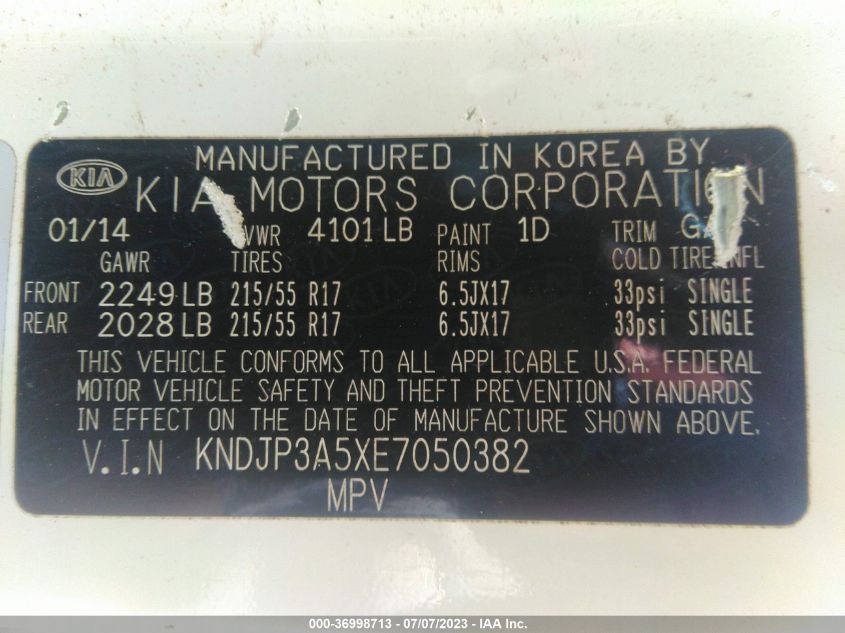 MANUFACTURED IN KOREA BY
KIA KIA MOTORS CORPORATION
01/14 VWR 4101 LB PAINT 1D TRIM
GAWR TIRES RIMS COLD TIRE INFL
FRONT 2249 LB 215/55 R17 6.5JX17 33psi SINGLE
REAR 2028 LB 215/55 R17 6.5JX17 33psi SINGLE
THIS VEHICLE CONFORMS TO ALL APPLICABLE U.S.A. FEDERAL
MOTOR VEHICLE SAFETY AND THEFT PREVENTION STANDARDS
IN EFFECT ON THE DATE OF MANUFACTURE SHOWN ABOVE.
V.I.N KNDJP3A5XE7050382
MPV
000-36998713 - 07/07/2023 - IAA Inc.